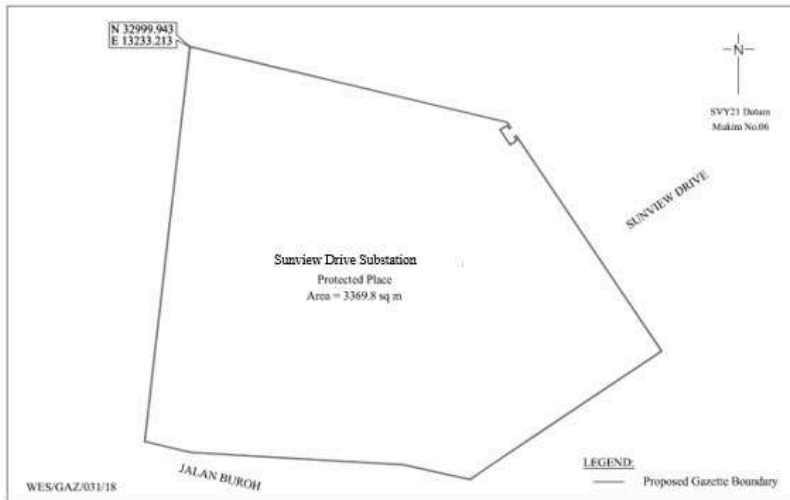 N 32999.943
E 13233.213
N
SVY21 Datum
Mukim No.06
SUNVIEW DRIVE
Sunview Drive Substation
Protected Place
Area = 3369.8 sq m
JALAN BUROH
WES/GAZ/031/18
LEGEND:
Proposed Gazette Boundary